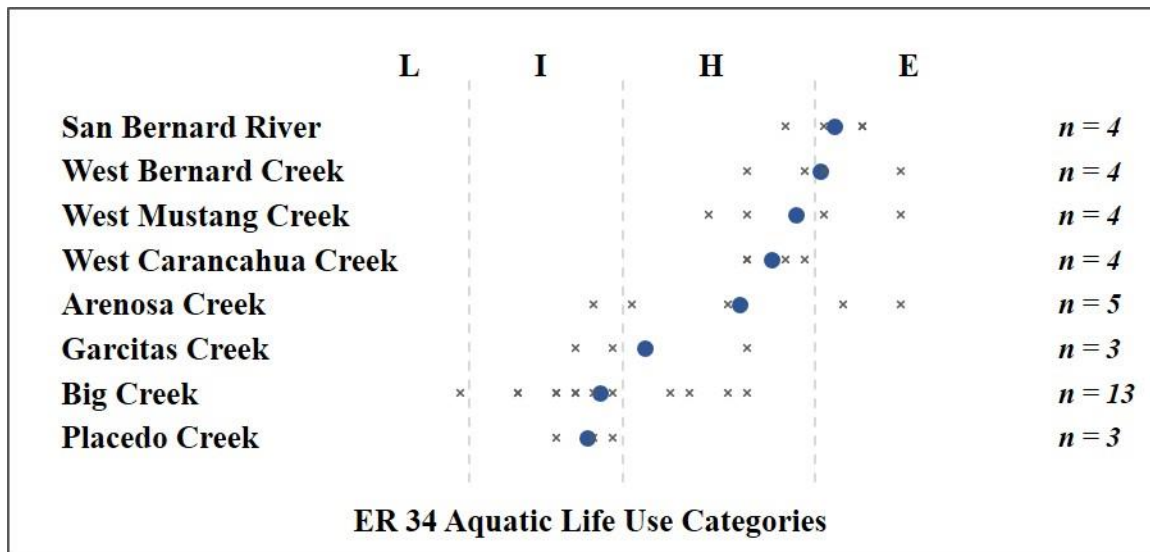 L I H E
San Bernard River n = 4
West Bernard Creek n = 4
West Mustang Creek n = 4
West Carancahua Creek n = 4
Arenosa Creek n = 5
Garcitas Creek n = 3
Big Creek n = 13
Placedo Creek n = 3
ER 34 Aquatic Life Use Categories